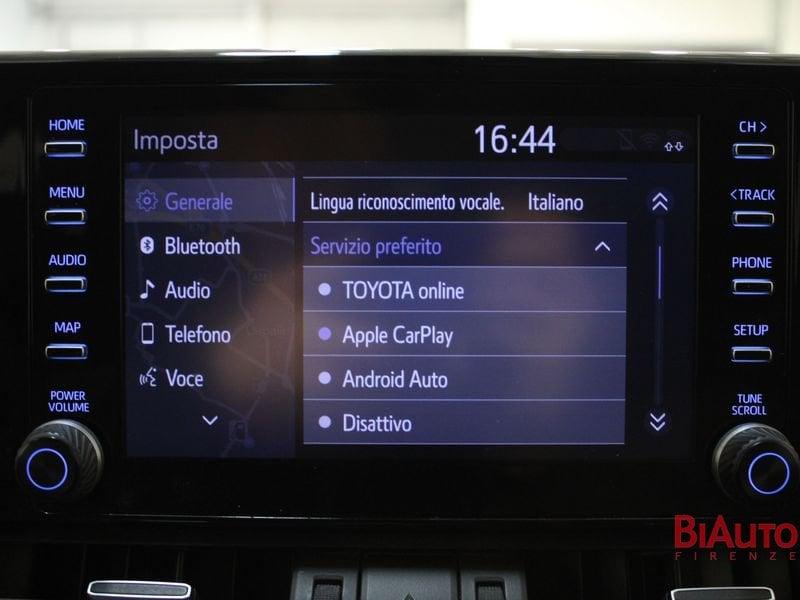 HOME
MENU
AUDIO
MAP
POWER
VOLUME
Imposta
16:44
Generale
Bluetooth
Audio
Telefono
Voce
Lingua riconoscimento vocale. Italiano
Servizio preferito
TOYOTA online
Apple CarPlay
Android Auto
Disattivo
CH >
< TRACK
PHONE
SETUP
TUNE
SCROLL
BIAUTO
FIRENZE